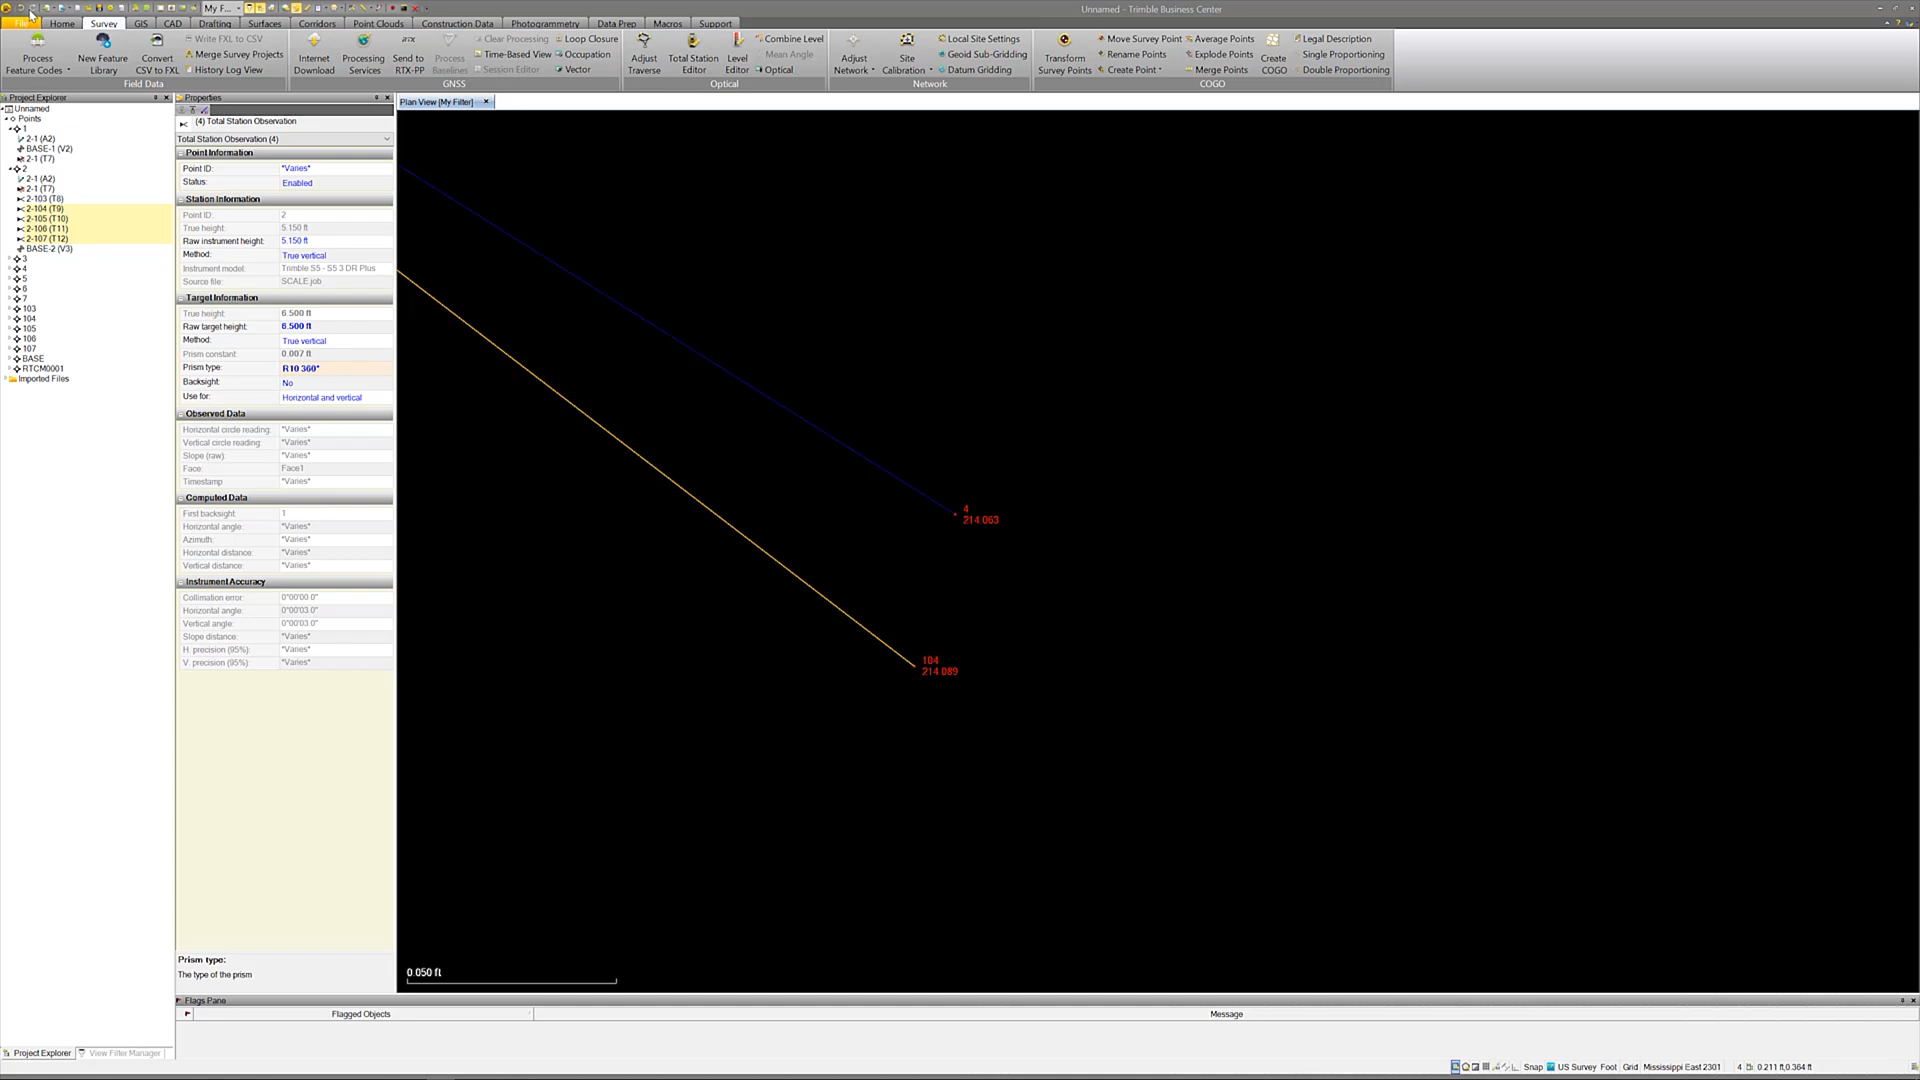 My F...
Unnamed - Trimble Business Center
File Home Survey GIS CAD Drafting Surfaces Corridors Point Clouds Construction Data Photogrammetry Data Prep Macros Support
Process Feature Codes
New Feature Library
Convert CSV to FXL
Write FXL to CSV
Merge Survey Projects
History Log View
Field Data
Internet Download
Processing Services
RTX
Send to RTX-PP
Process Baselines
Clear Processing
Time-Based View
Session Editor
Loop Closure
Occupation
Vector
GNSS
Adjust Traverse
Total Station Editor
Level Editor
Combine Level
Mean Angle
Optical
Optical
Adjust Network
Site Calibration
Local Site Settings
Geoid Sub-Gridding
Datum Gridding
Network
Transform Survey Points
Move Survey Point
Rename Points
Create Point
Average Points
Explode Points
Merge Points
Create COGO
Legal Description
Single Proportioning
Double Proportioning
COGO
Project Explorer
Unnamed
Points
1
2-1 (A2)
BASE-1 (V2)
2-1 (T7)
2
2-1 (A2)
2-1 (T7)
2-103 (T8)
2-104 (T9)
2-105 (T10)
2-106 (T11)
2-107 (T12)
BASE-2 (V3)
3
4
5
6
7
103
104
105
106
107
BASE
RTCM0001
Imported Files
Project Explorer View Filter Manager
Properties
(4) Total Station Observation
Total Station Observation (4)
Point Information
Point ID: *Varies*
Status: Enabled
Station Information
Point ID: 2
True height: 5.150 ft
Raw instrument height: 5.150 ft
Method: True vertical
Instrument model: Trimble S5 - S5 3 DR Plus
Source file: SCALE.job
Target Information
True height: 6.500 ft
Raw target height: 6.500 ft
Method: True vertical
Prism constant: 0.007 ft
Prism type: R10 360°
Backsight: No
Use for: Horizontal and vertical
Observed Data
Horizontal circle reading: *Varies*
Vertical circle reading: *Varies*
Slope (raw): *Varies*
Face: Face1
Timestamp *Varies*
Computed Data
First backsight: 1
Horizontal angle: *Varies*
Azimuth: *Varies*
Horizontal distance: *Varies*
Vertical distance: *Varies*
Instrument Accuracy
Collimation error: 0°00'00.0"
Horizontal angle: 0°00'03.0"
Vertical angle: 0°00'03.0"
Slope distance: *Varies*
H. precision (95%): *Varies*
V. precision (95%): *Varies*
Prism type:
The type of the prism
Plan View [My Filter]
4
214.063
104
214.089
0.050 ft
Flags Pane
Flagged Objects Message
Snap US Survey Foot Grid Mississippi East 2301 4 0.211 ft,0.364 ft